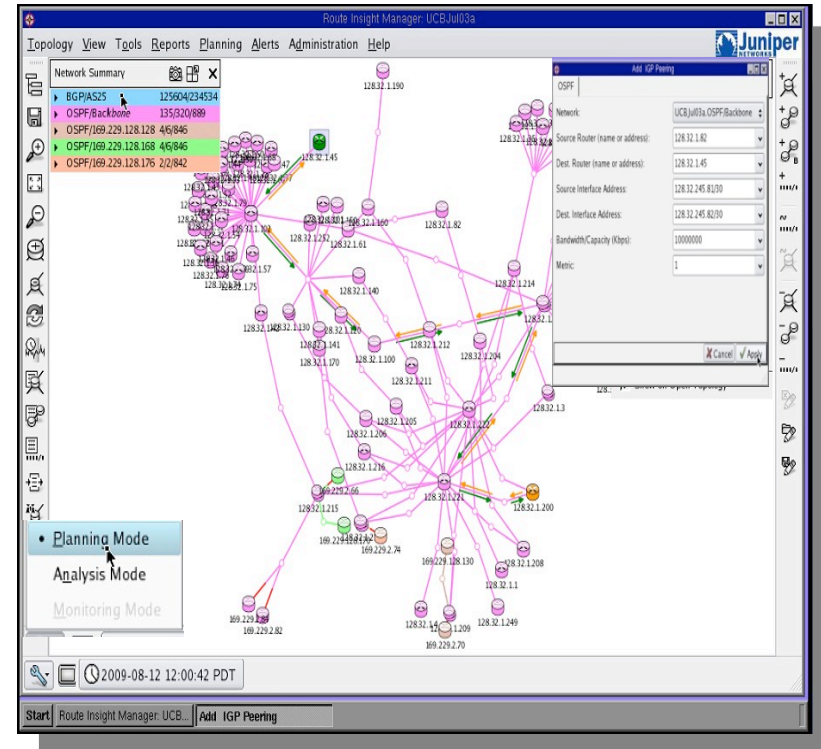 Route Insight Manager: UCBJul03a
Topology View Tools Reports Planning Alerts Administration Help
Juniper
NETWORKS
Network Summary
BGP/AS25 125604/234534
OSPF/Backbone 135/320/889
OSPF/169.229.128.128 4/6/846
OSPF/169.229.128.168 4/6/846
OSPF/169.229.128.176 2/2/842
Add IGP Peering
OSPF
Network: UCBJul03a.OSPF/Backbone
Source Router (name or address): 128.32.1.82
Dest. Router (name or address): 128.32.1.45
Source Interface Address: 128.32.245.81/30
Dest. Interface Address: 128.32.245.82/30
Bandwidth/Capacity (Kbps): 10000000
Metric: 1
Cancel Apply
128.32.1.190
128.32.1.45
128.32.1.82
128.32.1.61
128.32.1.214
128.32.1.140
128.32.1.75
128.32.1.130
128.32.1.141
128.32.1.212
128.32.1.204
128.32.1.170
128.32.1.100
128.32.1.211
128.32.1.3
128.32.1.205
128.32.1.206
128.32.1.222
128.32.1.216
169.229.2.66
128.32.1.215
128.32.1.221
128.32.1.200
169.229.2.74
169.229.128.130
128.32.1.208
128.32.1.1
169.229.2.82
128.32.1.209
128.32.1.249
169.229.2.70
Planning Mode
Analysis Mode
Monitoring Mode
2009-08-12 12:00:42 PDT
Start Route Insight Manager: UCB... Add IGP Peering